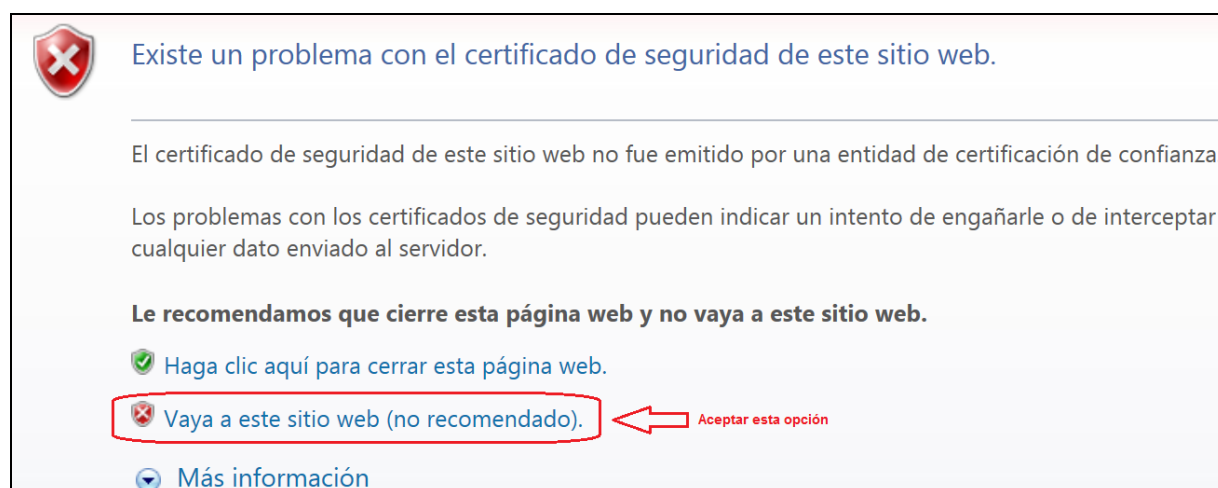 Existe un problema con el certificado de seguridad de este sitio web.
El certificado de seguridad de este sitio web no fue emitido por una entidad de certificación de confianza
Los problemas con los certificados de seguridad pueden indicar un intento de engañarle o de interceptar
cualquier dato enviado al servidor.
Le recomendamos que cierre esta página web y no vaya a este sitio web.
Haga clic aquí para cerrar esta página web.
Vaya a este sitio web (no recomendado). Aceptar esta opción
Más información